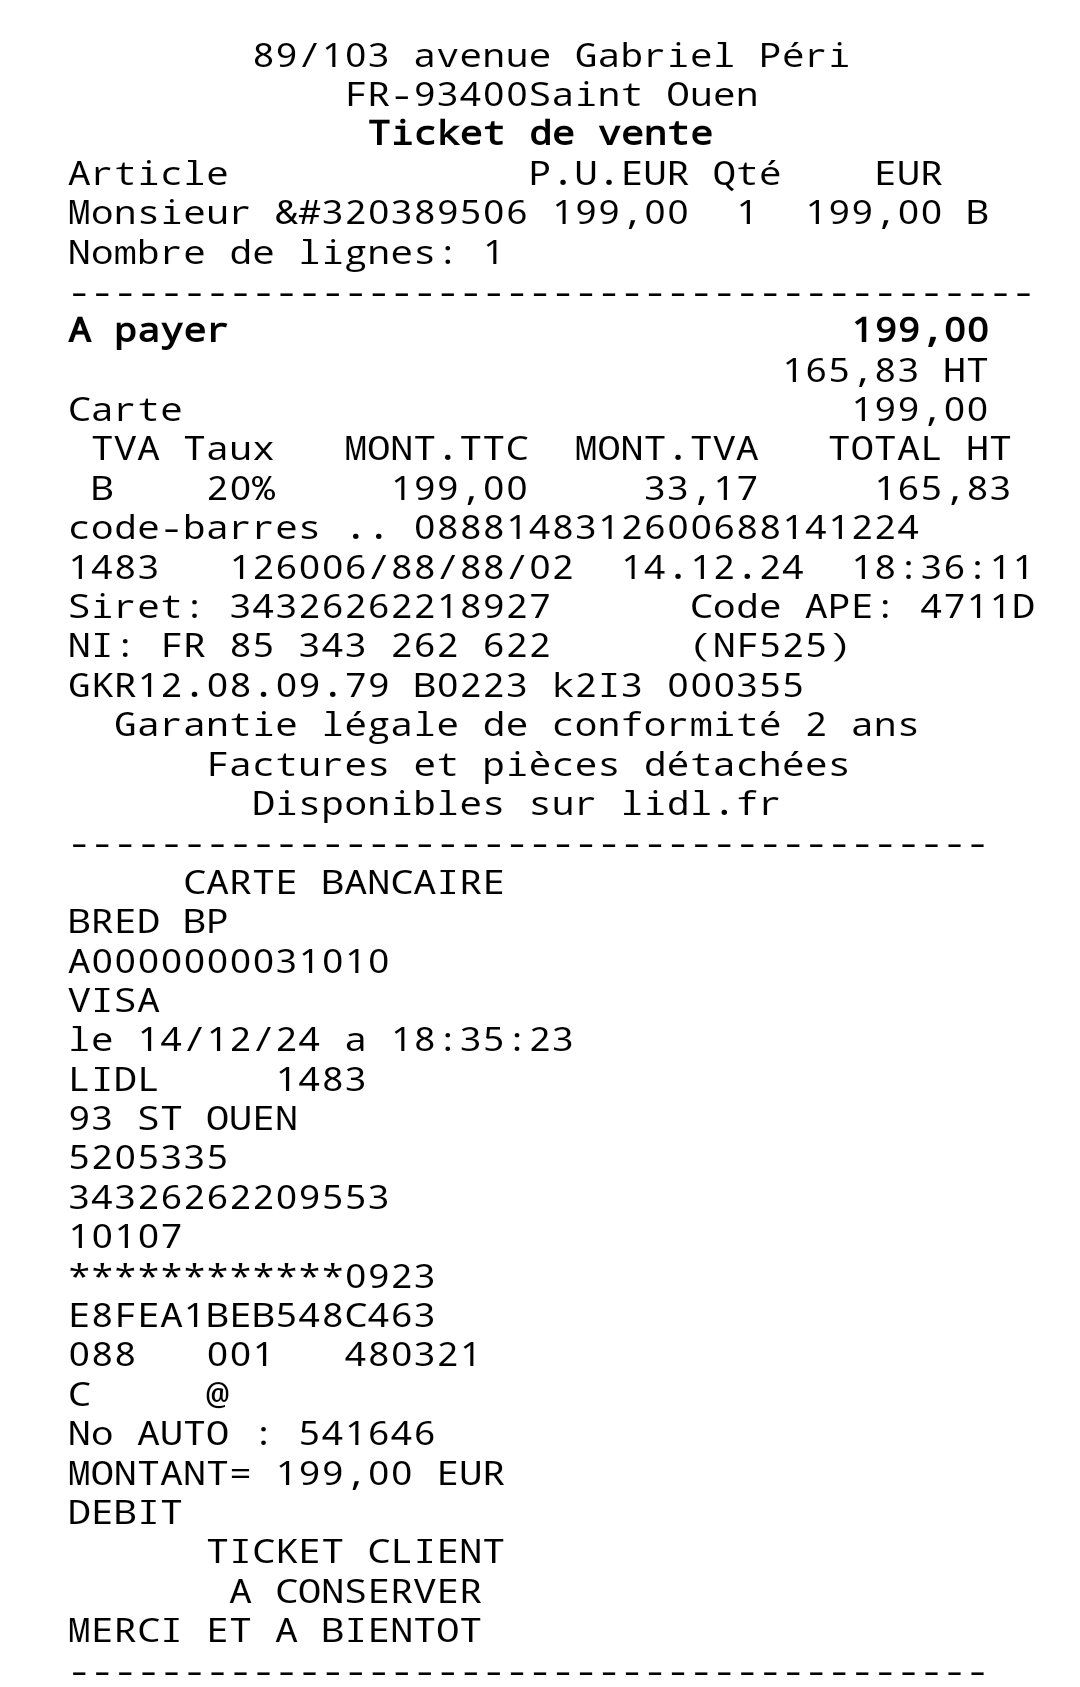 89/103 avenue Gabriel Péri
FR-93400Saint Ouen
Ticket de vente
Article P.U.EUR Qté EUR
Monsieur &#320389506 199,00 1 199,00 B
Nombre de lignes: 1
------------------------------------------
A payer 199,00
165,83 HT
Carte 199,00
TVA Taux MONT.TTC MONT.TVA TOTAL HT
B 20% 199,00 33,17 165,83
code-barres .. 0888148312600688141224
1483 126006/88/88/02 14.12.24 18:36:11
Siret: 34326262218927 Code APE: 4711D
NI: FR 85 343 262 622 (NF525)
GKR12.08.09.79 B0223 k2I3 000355
Garantie légale de conformité 2 ans
Factures et pièces détachées
Disponibles sur lidl.fr
----------------------------------------
CARTE BANCAIRE
BRED BP
A0000000031010
VISA
le 14/12/24 a 18:35:23
LIDL 1483
93 ST OUEN
5205335
34326262209553
10107
************0923
E8FEA1BEB548C463
088 001 480321
C @
No AUTO : 541646
MONTANT= 199,00 EUR
DEBIT
TICKET CLIENT
A CONSERVER
MERCI ET A BIENTOT
----------------------------------------